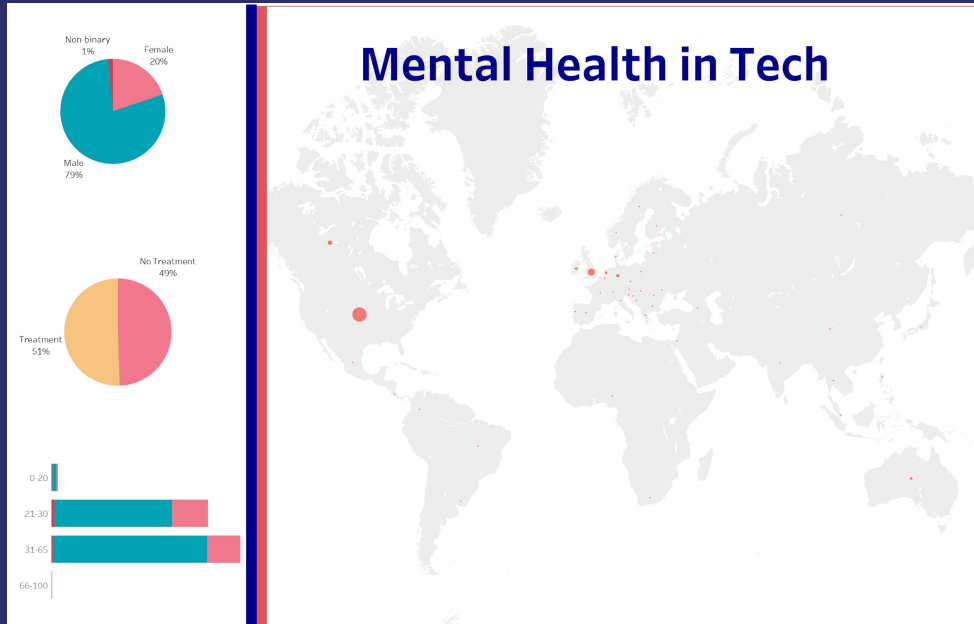 Mental Health in Tech
Non-binary
1%
Female
20%
Male
79%
No Treatment
49%
Treatment
51%
0-20
21-30
31-65
66-100